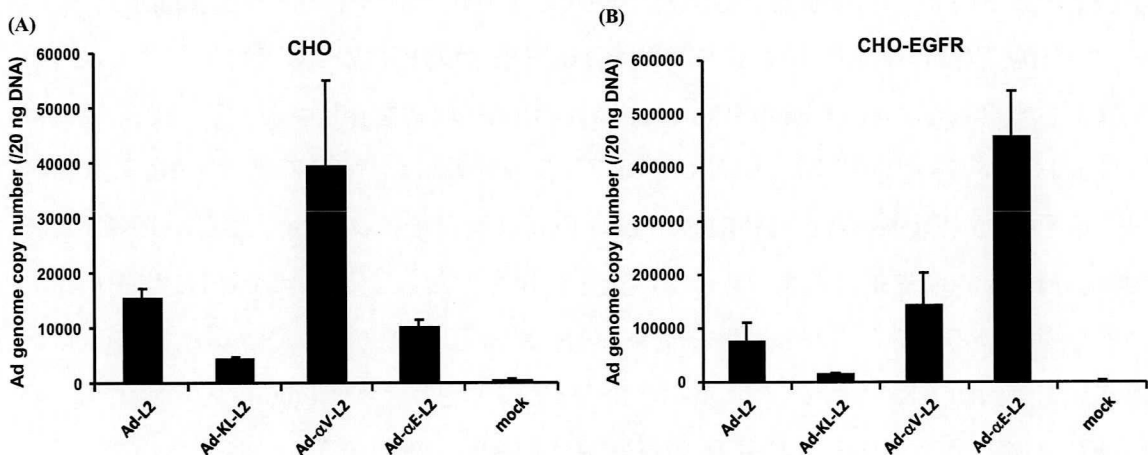 (A)
CHO
Ad genome copy number (/20 ng DNA)
60000
50000
40000
30000
20000
10000
0
Ad-L2
Ad-KL-L2
Ad-αV-L2
Ad-αE-L2
mock
(B)
CHO-EGFR
Ad genome copy number (/20 ng DNA)
600000
500000
400000
300000
200000
100000
0
Ad-L2
Ad-KL-L2
Ad-αV-L2
Ad-αE-L2
mock